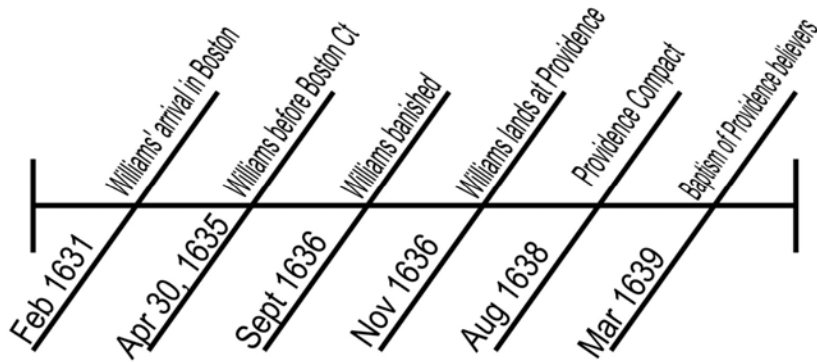 Williams' arrival in Boston
Williams before Boston Ct
Williams banished
Williams lands at Providence
Providence Compact
Baptism of Providence believers
Feb 1631
Apr 30, 1635
Sept 1636
Nov 1636
Aug 1638
Mar 1639